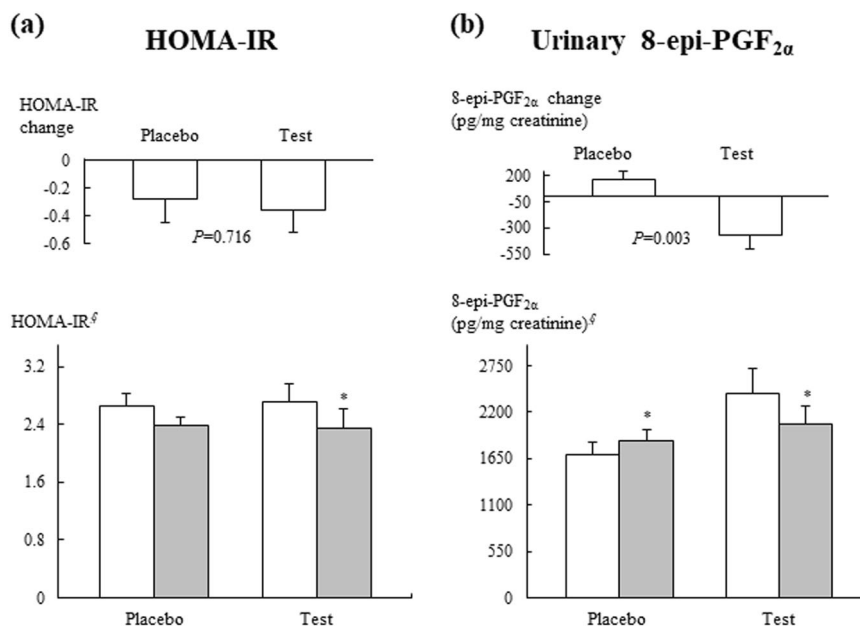 (a)
HOMA-IR
HOMA-IR
change
Placebo
Test
0
-0.2
-0.4
-0.6
P=0.716
HOMA-IR§
3.2
2.4
1.6
0.8
0
*
Placebo
Test
(b)
Urinary 8-epi-PGF₂α
8-epi-PGF₂α change
(pg/mg creatinine)
Placebo
Test
200
-50
-300
-550
P=0.003
8-epi-PGF₂α
(pg/mg creatinine)§
2750
2200
1650
1100
550
0
*
*
Placebo
Test